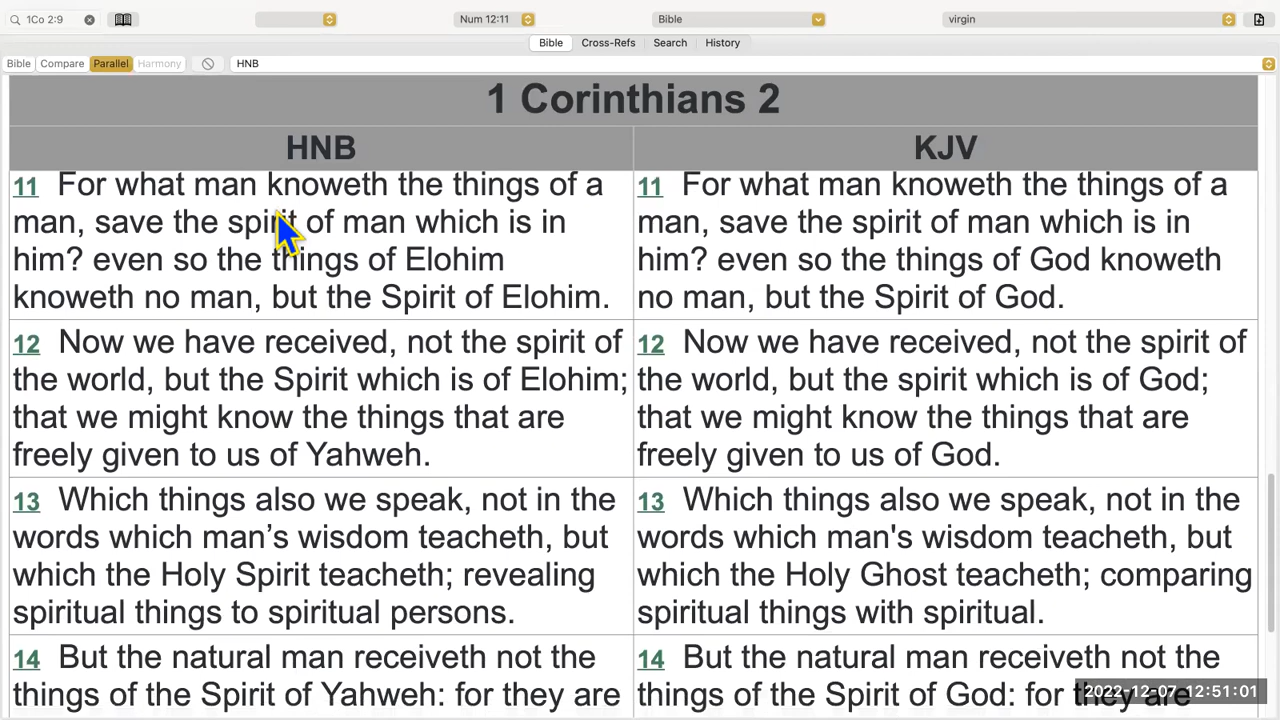 1Co 2:9
Num 12:11
Bible
virgin
Bible
Cross-Refs
Search
History
Bible
Compare
Parallel
Harmony
HNB
1 Corinthians 2
HNB
11 For what man knoweth the things of a
man, save the spirit of man which is in
him? even so the things of Elohim
knoweth no man, but the Spirit of Elohim.
12 Now we have received, not the spirit of
the world, but the Spirit which is of Elohim;
that we might know the things that are
freely given to us of Yahweh.
13 Which things also we speak, not in the
words which man’s wisdom teacheth, but
which the Holy Spirit teacheth; revealing
spiritual things to spiritual persons.
14 But the natural man receiveth not the
things of the Spirit of Yahweh: for they are
KJV
11 For what man knoweth the things of a
man, save the spirit of man which is in
him? even so the things of God knoweth
no man, but the Spirit of God.
12 Now we have received, not the spirit of
the world, but the spirit which is of God;
that we might know the things that are
freely given to us of God.
13 Which things also we speak, not in the
words which man's wisdom teacheth, but
which the Holy Ghost teacheth; comparing
spiritual things with spiritual.
14 But the natural man receiveth not the
things of the Spirit of God: for they are
2022-12-07 12:51:01